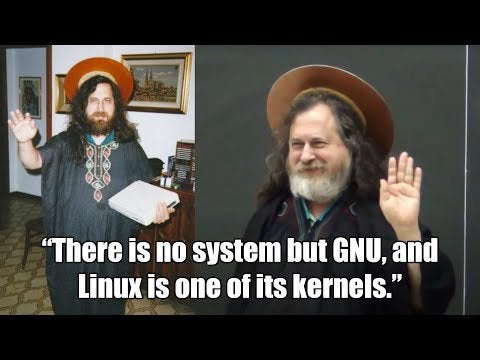 “There is no system but GNU, and
Linux is one of its kernels.”